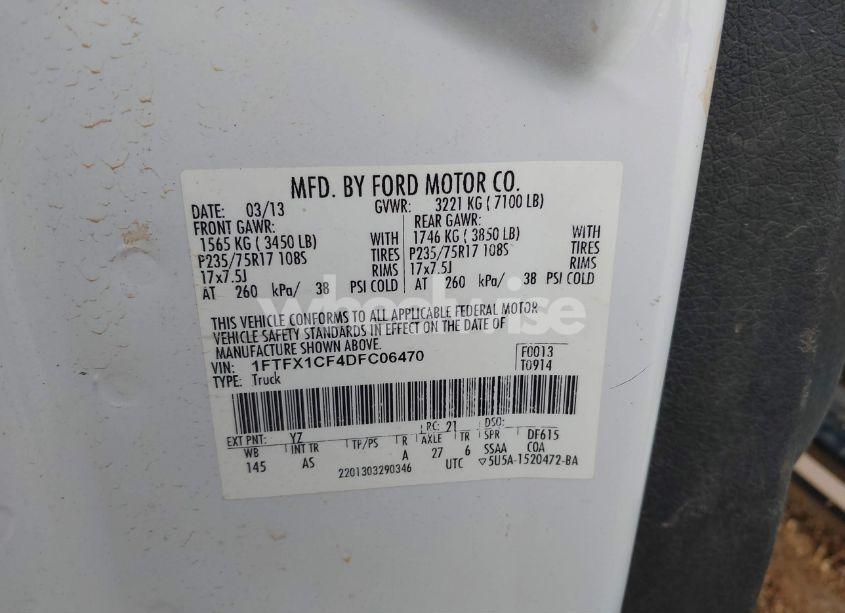 MFD. BY FORD MOTOR CO.
DATE: 03/13 GVWR: 3221 KG ( 7100 LB)
FRONT GAWR: REAR GAWR:
1565 KG ( 3450 LB) WITH 1746 KG ( 3850 LB) WITH
P235/75R17 108S TIRES P235/75R17 108S TIRES
17x7.5J RIMS 17x7.5J RIMS
AT 260 kPa/ 38 PSI COLD AT 260 kPa/ 38 PSI COLD
wheelwise
THIS VEHICLE CONFORMS TO ALL APPLICABLE FEDERAL MOTOR
VEHICLE SAFETY STANDARDS IN EFFECT ON THE DATE OF
MANUFACTURE SHOWN ABOVE.
VIN: 1FTFX1CF4DFC06470 F0013
TYPE: Truck T0914
EXT PNT: YZ RC: 21 DSO:
WB INT TR TP/PS R AXLE TR SPR DF615
145 AS A 27 6 SSAA COA
2201303290346 UTC ▽5U5A-1520472-BA